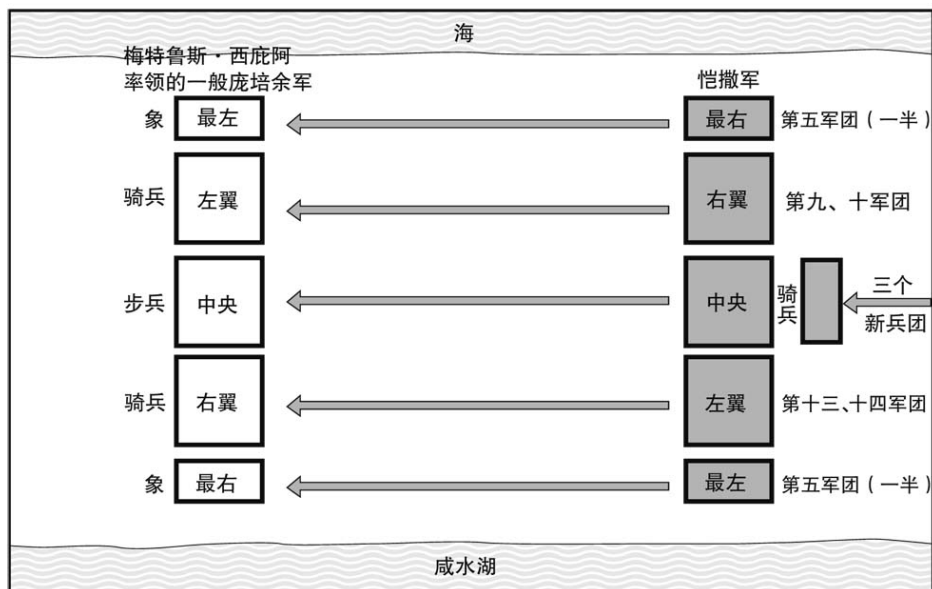 海
梅特鲁斯·西庇阿
率领的一般庞培余军
恺撒军
象 最左 最右 第五军团（一半）
骑兵 左翼 右翼 第九、十军团
步兵 中央 中央 骑兵 三个
新兵团
骑兵 右翼 左翼 第十三、十四军团
象 最右 最左 第五军团（一半）
咸水湖